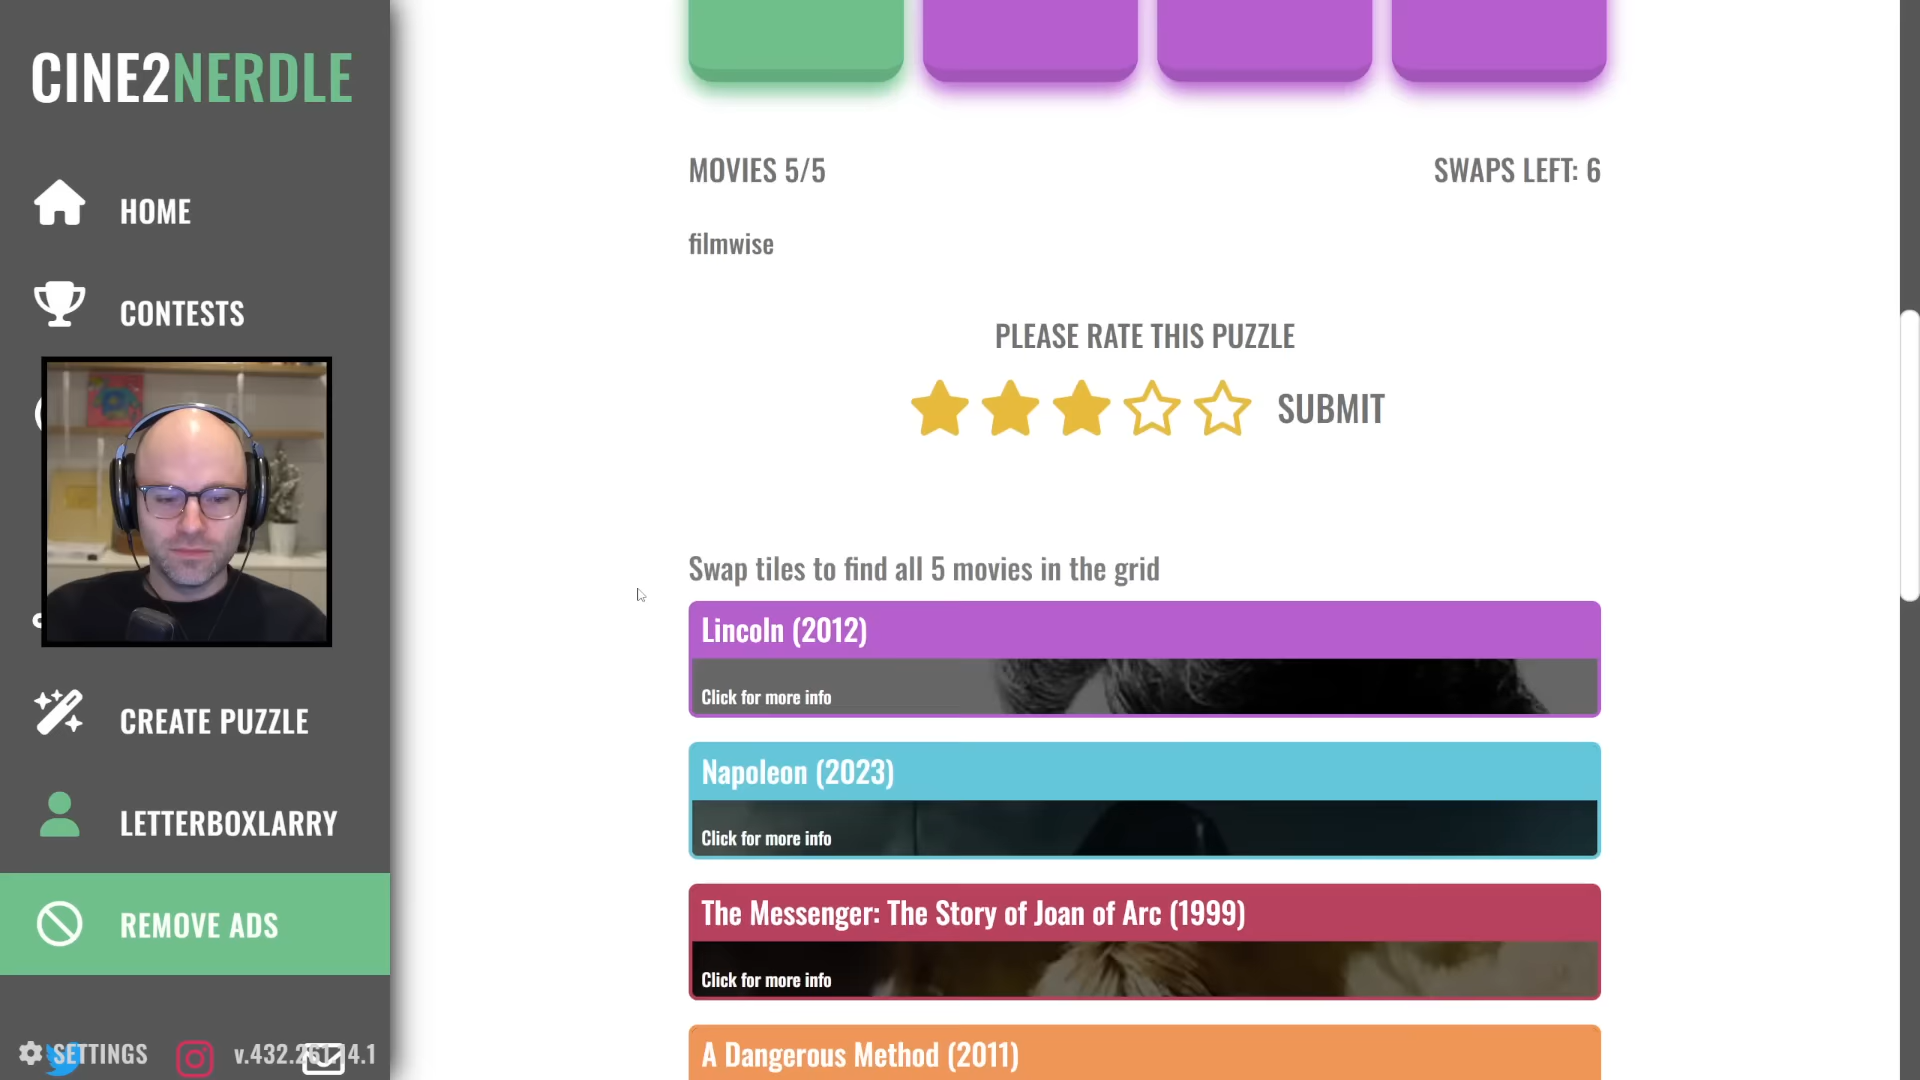 CINE2NERDLE
HOME
CONTESTS
CREATE PUZZLE
LETTERBOXLARRY
REMOVE ADS
SETTINGS
MOVIES 5/5
SWAPS LEFT: 6
filmwise
PLEASE RATE THIS PUZZLE
SUBMIT
Swap tiles to find all 5 movies in the grid
Lincoln (2012)
Click for more info
Napoleon (2023)
Click for more info
The Messenger: The Story of Joan of Arc (1999)
Click for more info
A Dangerous Method (2011)